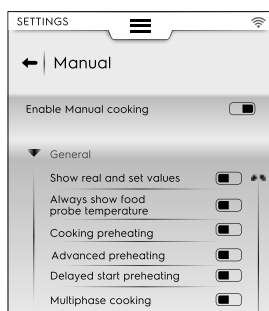 SETTINGS
Manual
Enable Manual cooking
General
Show real and set values
Always show food
probe temperature
Cooking preheating
Advanced preheating
Delayed start preheating
Multiphase cooking